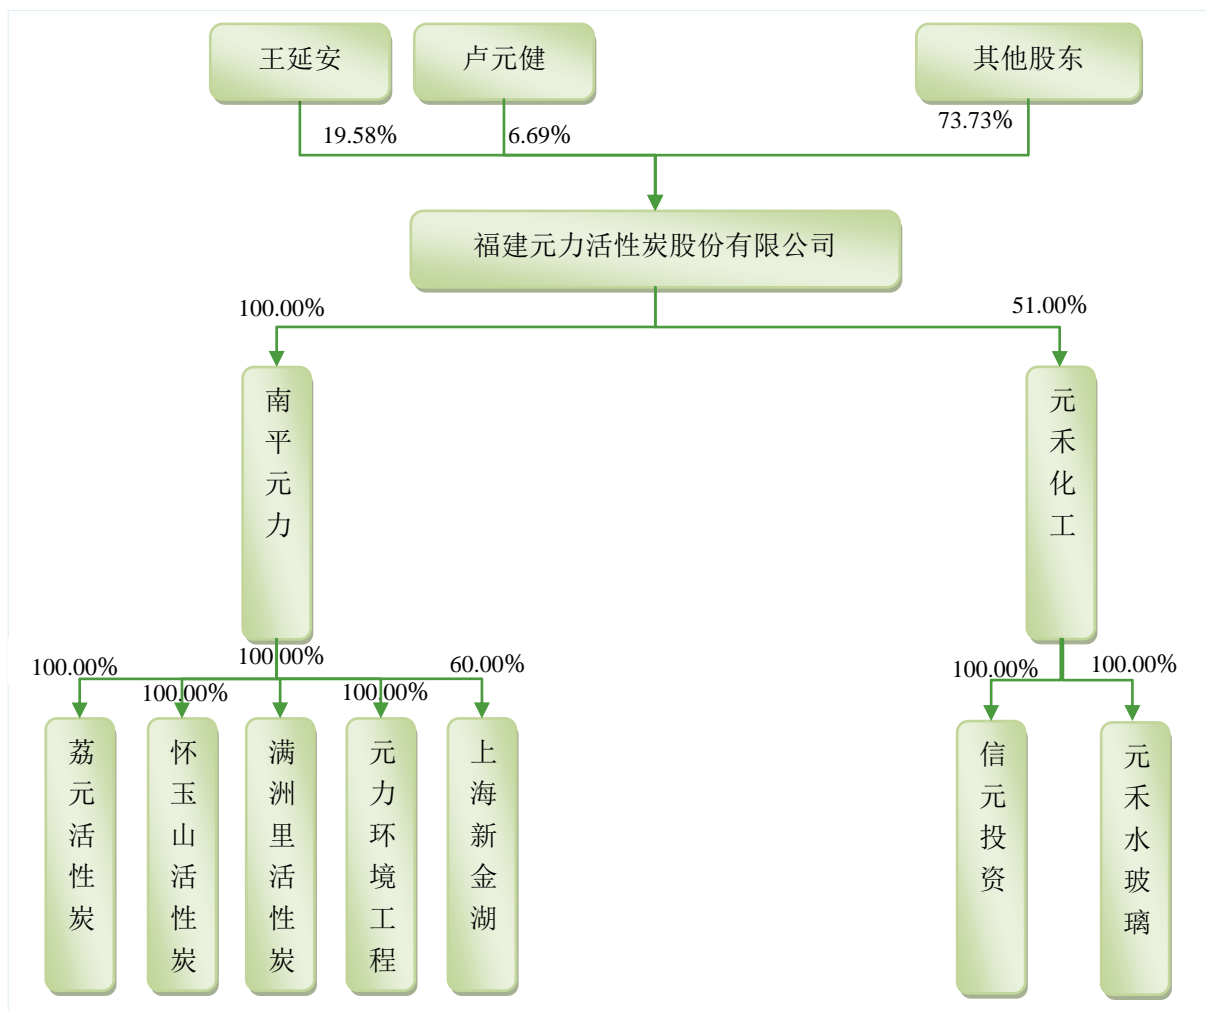 王延安
卢元健
其他股东
19.58%
6.69%
73.73%
福建元力活性炭股份有限公司
100.00%
51.00%
南平元力
元禾化工
100.00%
100.00%
100.00%
100.00%
60.00%
100.00%
100.00%
荔元活性炭
怀玉山活性炭
满洲里活性炭
元力环境工程
上海新金湖
信元投资
元禾水玻璃